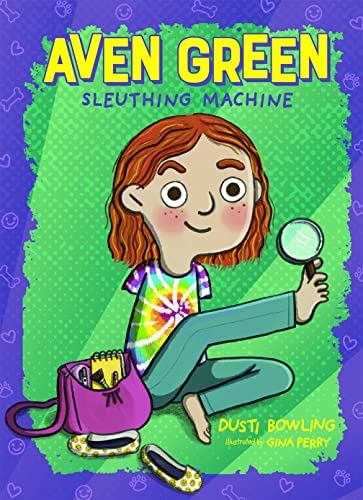 AVEN GREEN
SLEUTHING MACHINE
DUSTI BOWLING
illustrated by GINA PERRY